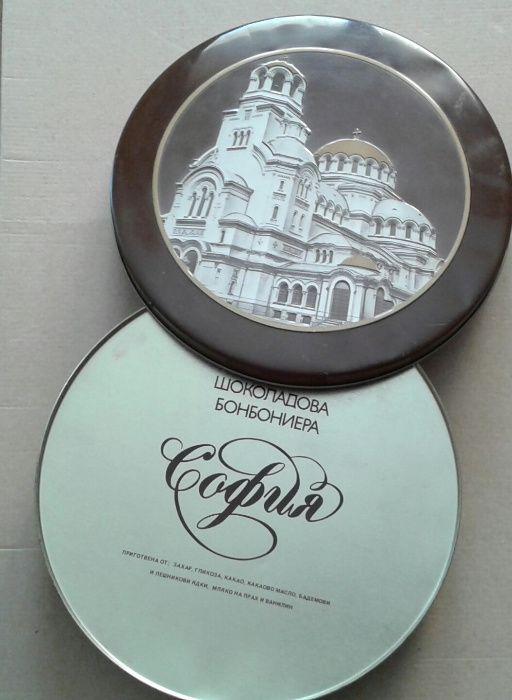 ШОКОЛАДОВА
БОНБОНИЕРА
София
ПРИГОТВЕНА ОТ: ЗАХАР, ГЛЮКОЗА, КАКАО, КАКАОВО МАСЛО, БАДЕМОВИ
И ЛЕШНИКОВИ ЯДКИ, МЛЯКО НА ПРАХ И ВАНИЛИН